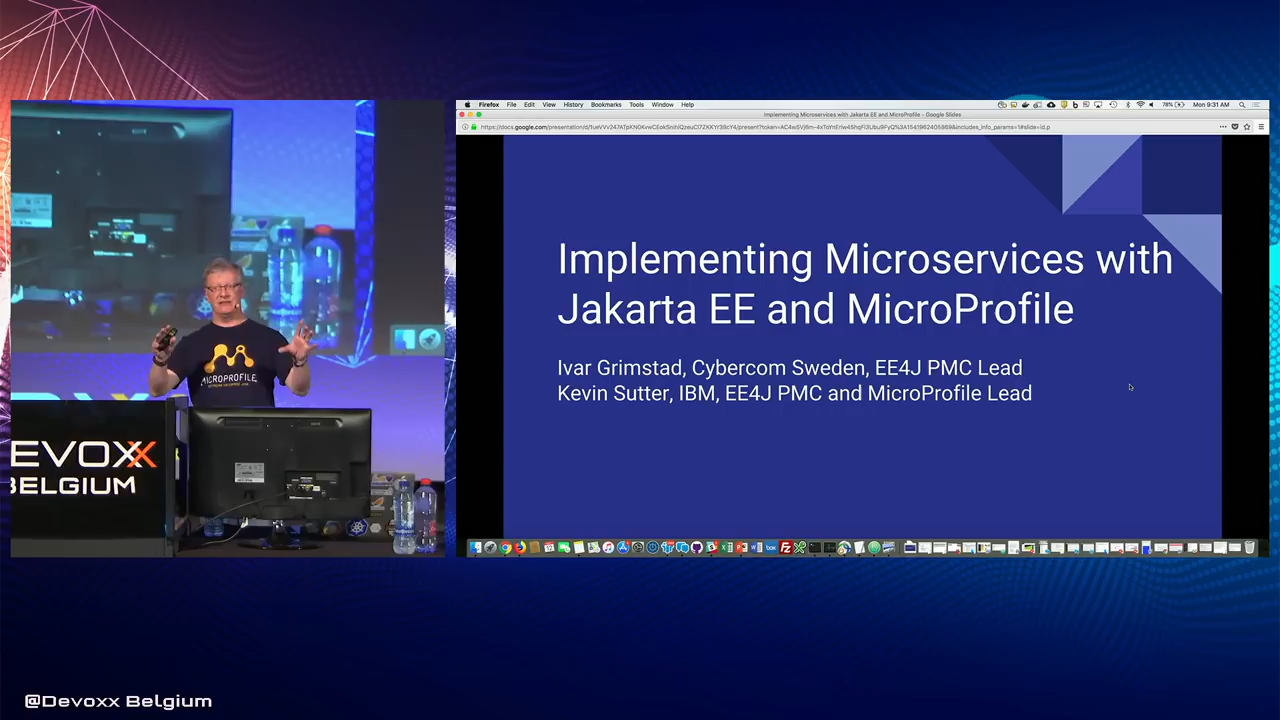 Firefox File Edit View History Bookmarks Tools Window Help
78% Mon 9:31 AM
Implementing Microservices with Jakarta EE and MicroProfile - Google Slides
Implementing Microservices with
Jakarta EE and MicroProfile
Ivar Grimstad, Cybercom Sweden, EE4J PMC Lead
Kevin Sutter, IBM, EE4J PMC and MicroProfile Lead
MICROPROFILE
EVOXX
BELGIUM
@Devoxx Belgium